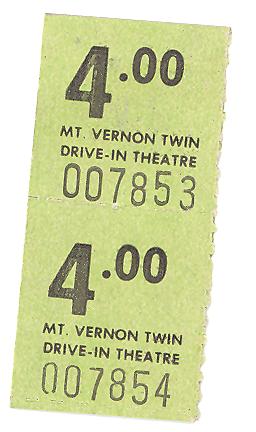 4.00
MT. VERNON TWIN
DRIVE-IN THEATRE
007853
4.00
MT. VERNON TWIN
DRIVE-IN THEATRE
007854